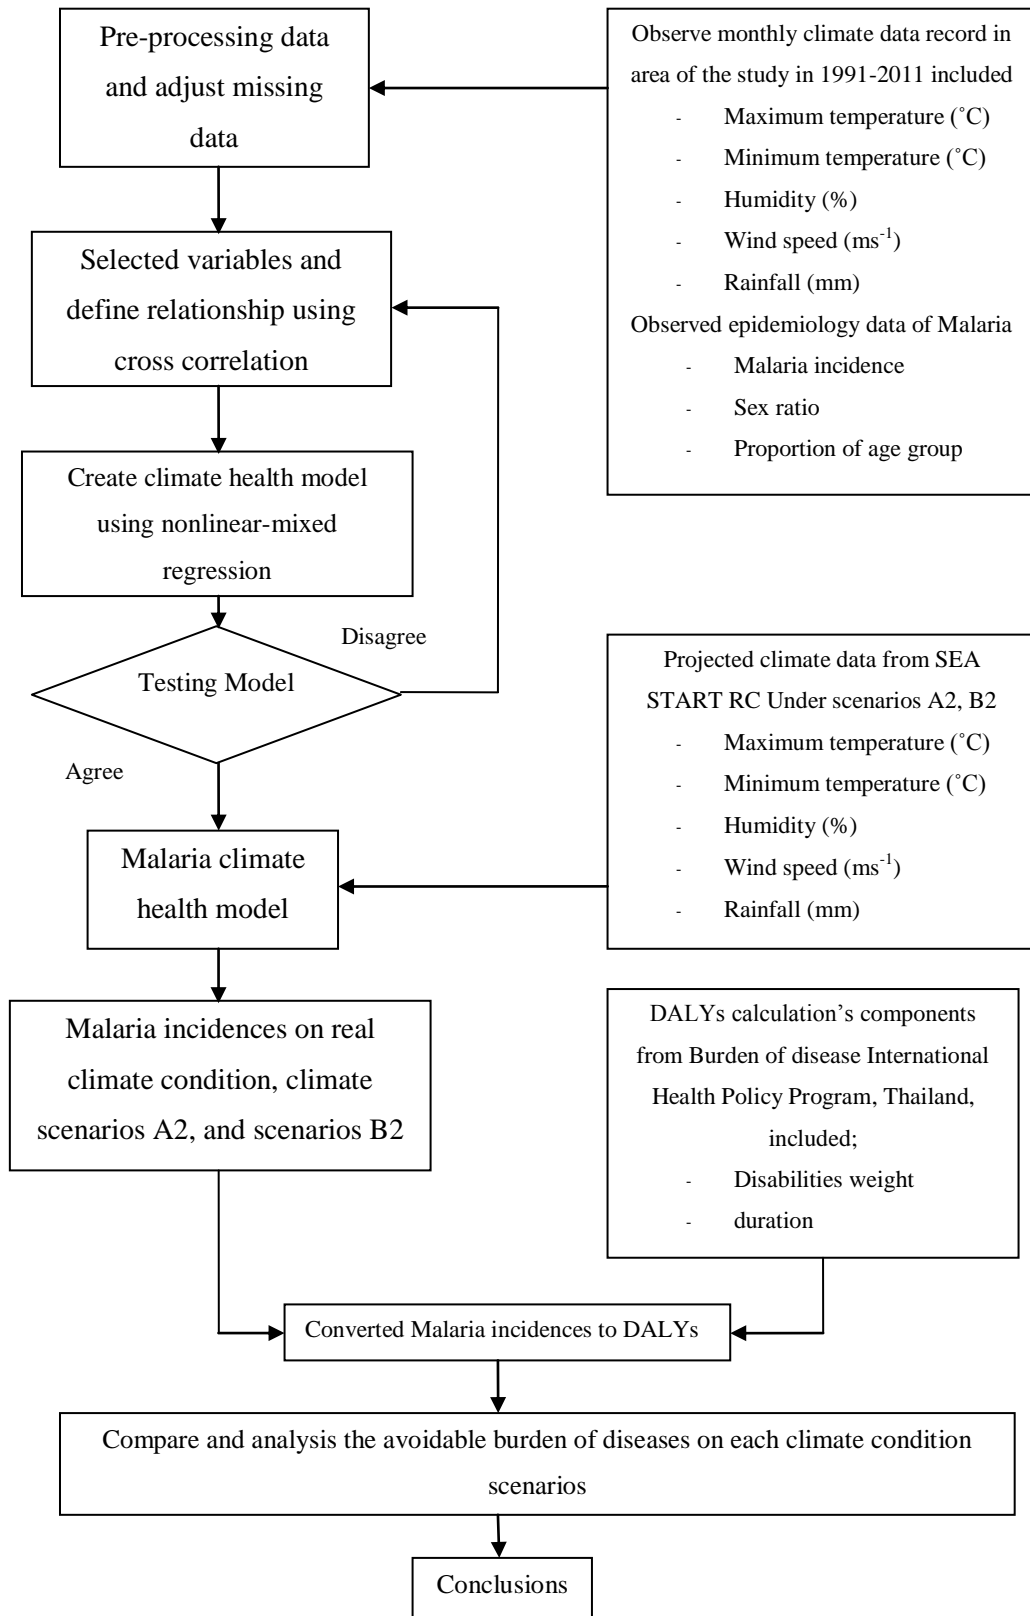 Pre-processing data
and adjust missing
data
Observe monthly climate data record in
area of the study in 1991-2011 included
- Maximum temperature (˚C)
- Minimum temperature (˚C)
- Humidity (%)
- Wind speed (ms-1)
- Rainfall (mm)
Observed epidemiology data of Malaria
- Malaria incidence
- Sex ratio
- Proportion of age group
Selected variables and
define relationship using
cross correlation
Create climate health model
using nonlinear-mixed
regression
Disagree
Testing Model
Agree
Projected climate data from SEA
START RC Under scenarios A2, B2
- Maximum temperature (˚C)
- Minimum temperature (˚C)
- Humidity (%)
- Wind speed (ms-1)
- Rainfall (mm)
Malaria climate
health model
Malaria incidences on real
climate condition, climate
scenarios A2, and scenarios B2
DALYs calculation’s components
from Burden of disease International
Health Policy Program, Thailand,
included;
- Disabilities weight
- duration
Converted Malaria incidences to DALYs
Compare and analysis the avoidable burden of diseases on each climate condition
scenarios
Conclusions